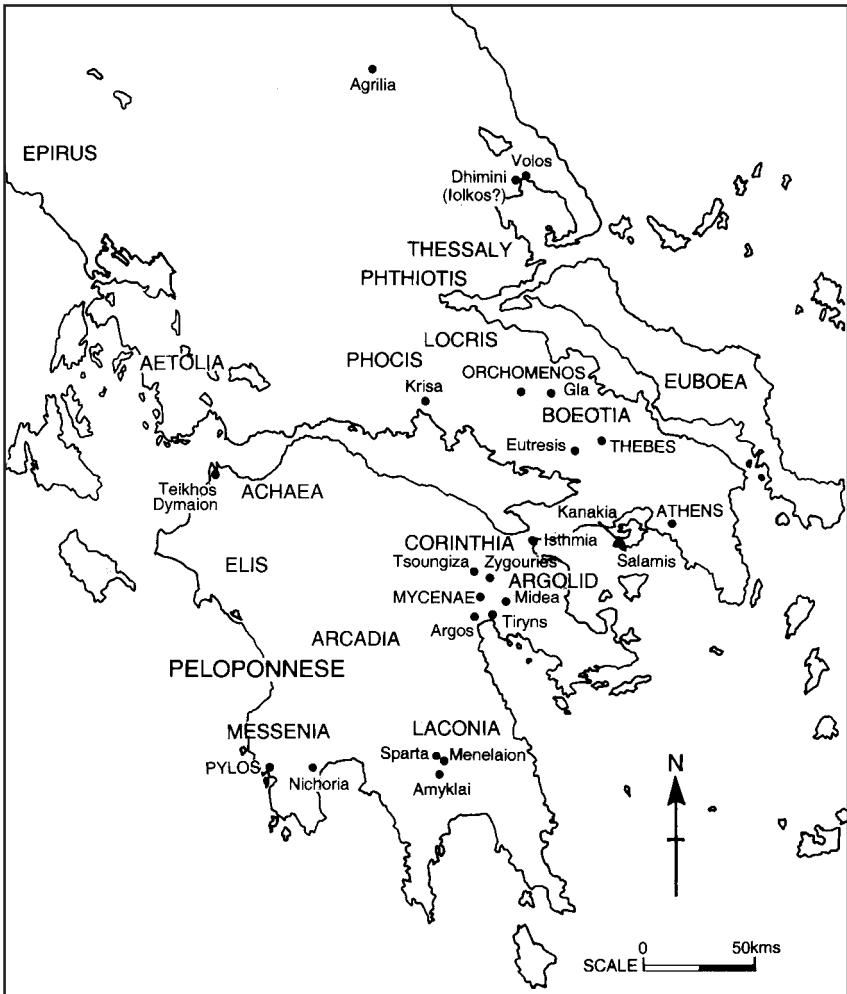 Agrilia
EPIRUS
Volos
Dhimini
(Iolkos?)
THESSALY
PHTHIOTIS
LOCRIS
PHOCIS
AETOLIA
ORCHOMENOS
EUBOEA
Krisa
Gla
BOEOTIA
Eutresis
THEBES
Teikhos
Dymaion
ACHAEA
Kanakia
ATHENS
CORINTHIA
Isthmia
Salamis
ELIS
Tsoungiza
Zygouries
ARGOLID
MYCENAE
Midea
Argos
Tiryns
ARCADIA
PELOPONNESE
MESSENIA
LACONIA
Sparta
Menelaion
PYLOS
Nichoria
Amyklai
N
0
50kms
SCALE